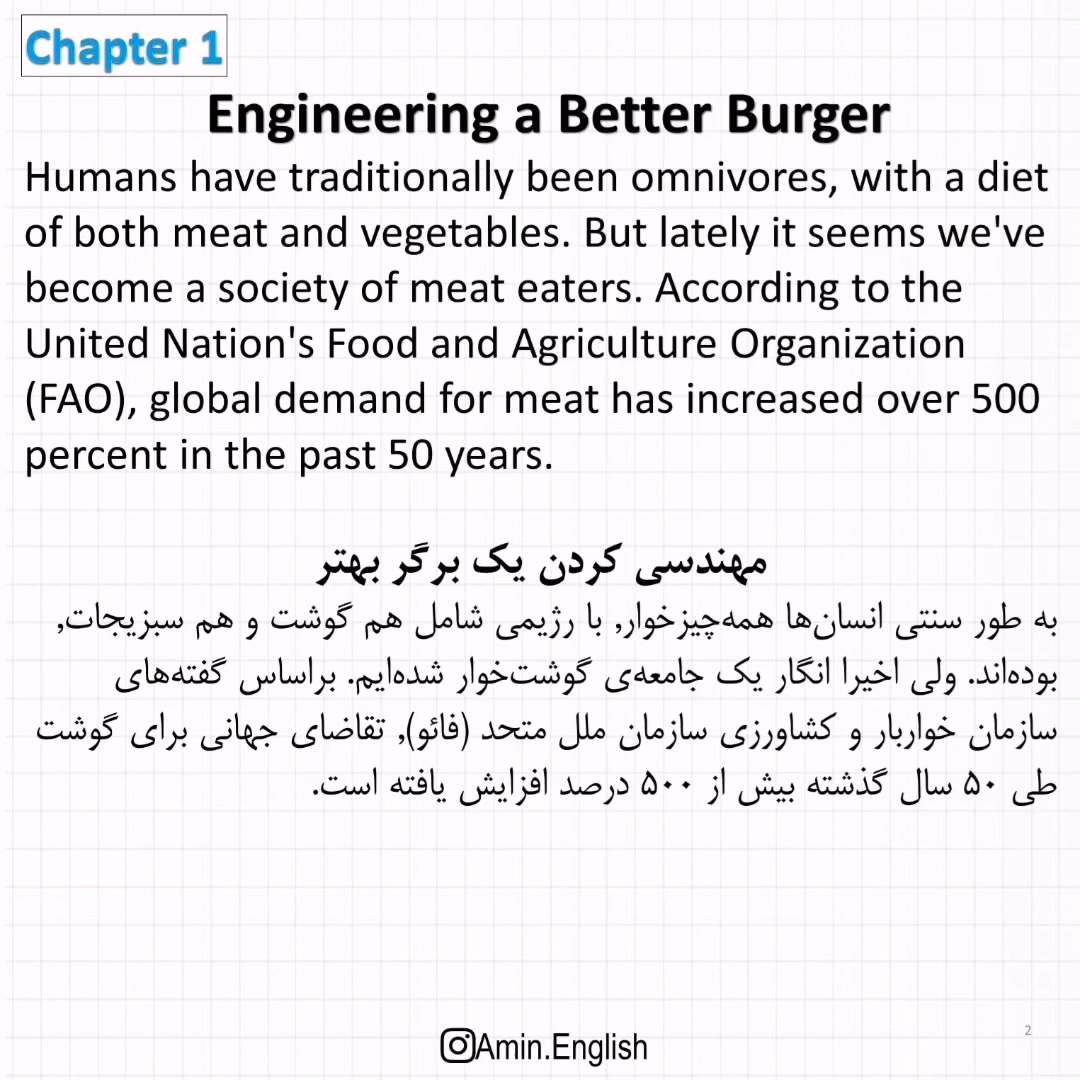 Chapter 1
Engineering a Better Burger
Humans have traditionally been omnivores, with a diet
of both meat and vegetables. But lately it seems we've
become a society of meat eaters. According to the
United Nation's Food and Agriculture Organization
(FAO), global demand for meat has increased over 500
percent in the past 50 years.
مهندسی کردن یک برگر بهتر
به طور سنتی انسان‌ها همه‌چیزخوار, با رژیمی شامل هم گوشت و هم سبزیجات,
بوده‌اند. ولی اخیرا انگار یک جامعه‌ی گوشت‌خوار شده‌ایم. براساس گفته‌های
سازمان خواربار و کشاورزی سازمان ملل متحد (فائو), تقاضای جهانی برای گوشت
طی ۵۰ سال گذشته بیش از ۵۰۰ درصد افزایش یافته است.
Amin.English
2